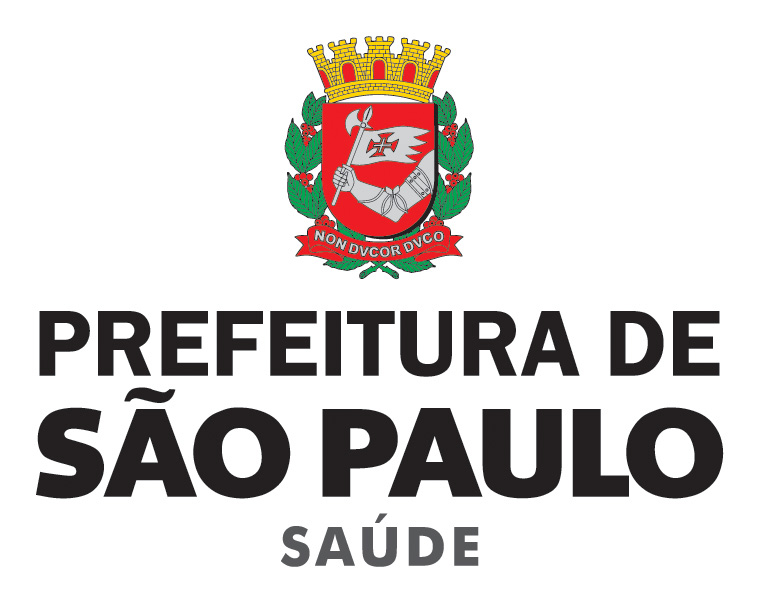 NON DVCOR DVCO
PREFEITURA DE
SÃO PAULO
SAÚDE